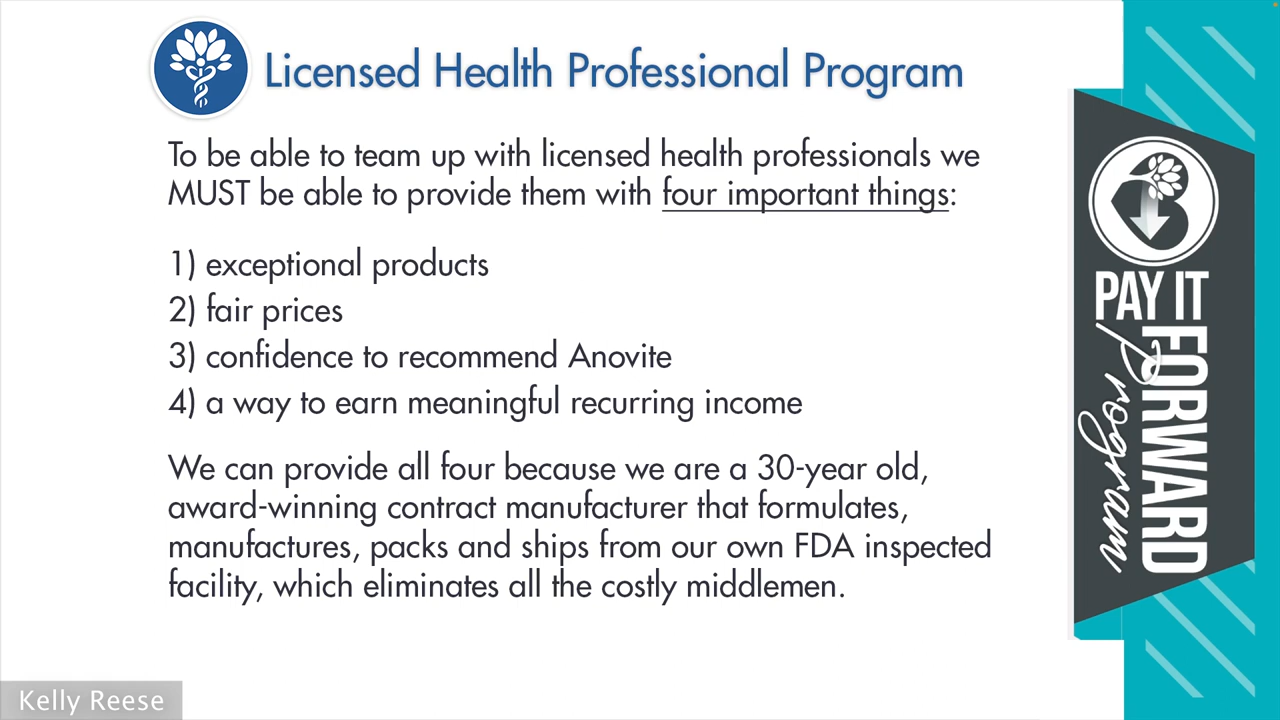 Licensed Health Professional Program
To be able to team up with licensed health professionals we
MUST be able to provide them with four important things:
1) exceptional products
2) fair prices
3) confidence to recommend Anovite
4) a way to earn meaningful recurring income
We can provide all four because we are a 30-year old,
award-winning contract manufacturer that formulates,
manufactures, packs and ships from our own FDA inspected
facility, which eliminates all the costly middlemen.
PAY IT
FORWARD
Program
Kelly Reese